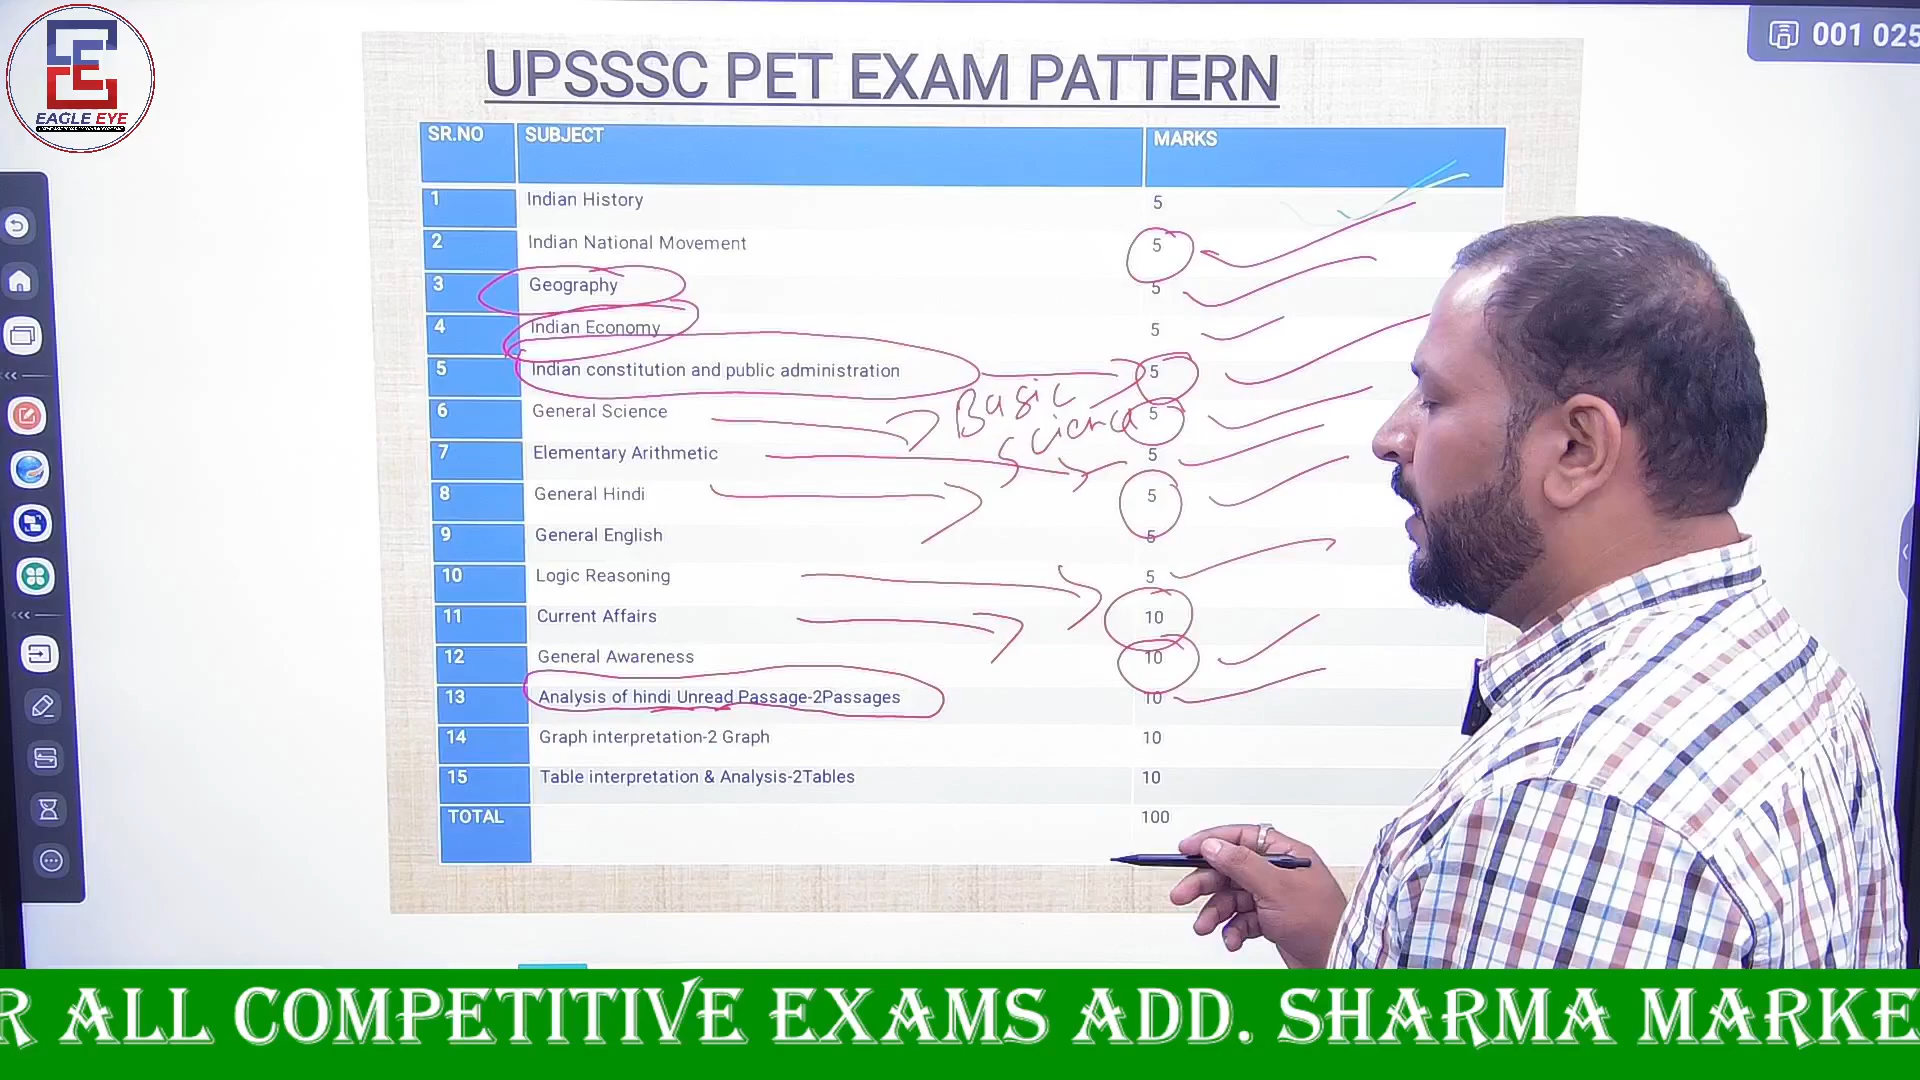 EAGLE EYE
001 025
UPSSSC PET EXAM PATTERN
SR.NO SUBJECT MARKS
1 Indian History 5
2 Indian National Movement 5
3 Geography 5
4 Indian Economy 5
5 Indian constitution and public administration 5
6 General Science 5
Basic
Science
7 Elementary Arithmetic 5
8 General Hindi 5
9 General English 5
10 Logic Reasoning 5
11 Current Affairs 10
12 General Awareness 10
13 Analysis of hindi Unread Passage-2Passages 10
14 Graph interpretation-2 Graph 10
15 Table interpretation & Analysis-2Tables 10
TOTAL 100
R ALL COMPETITIVE EXAMS ADD. SHARMA MARKE